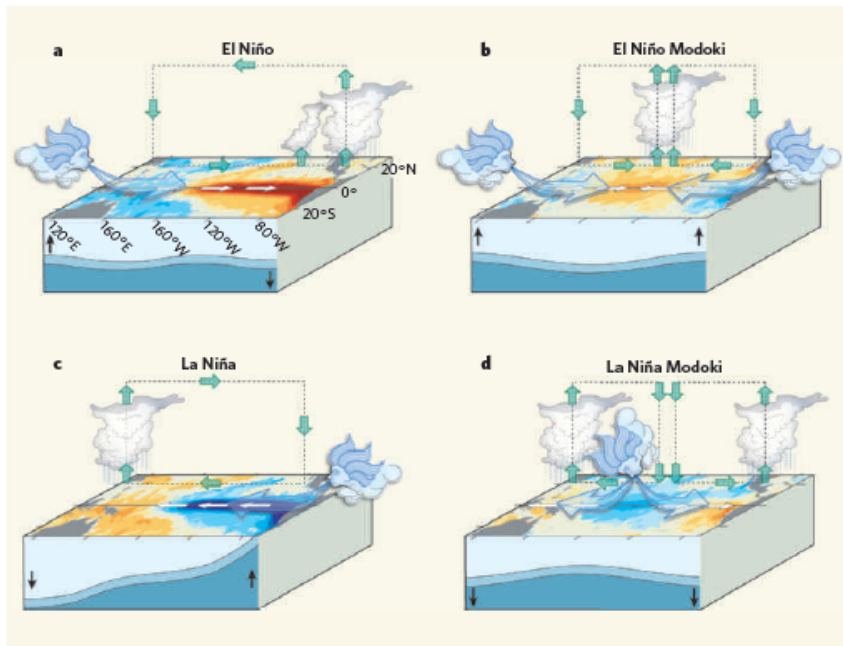 a
El Niño
20°N
0°
20°S
120°E
160°E
160°W
120°W
80°W
b
El Niño Modoki
c
La Niña
d
La Niña Modoki